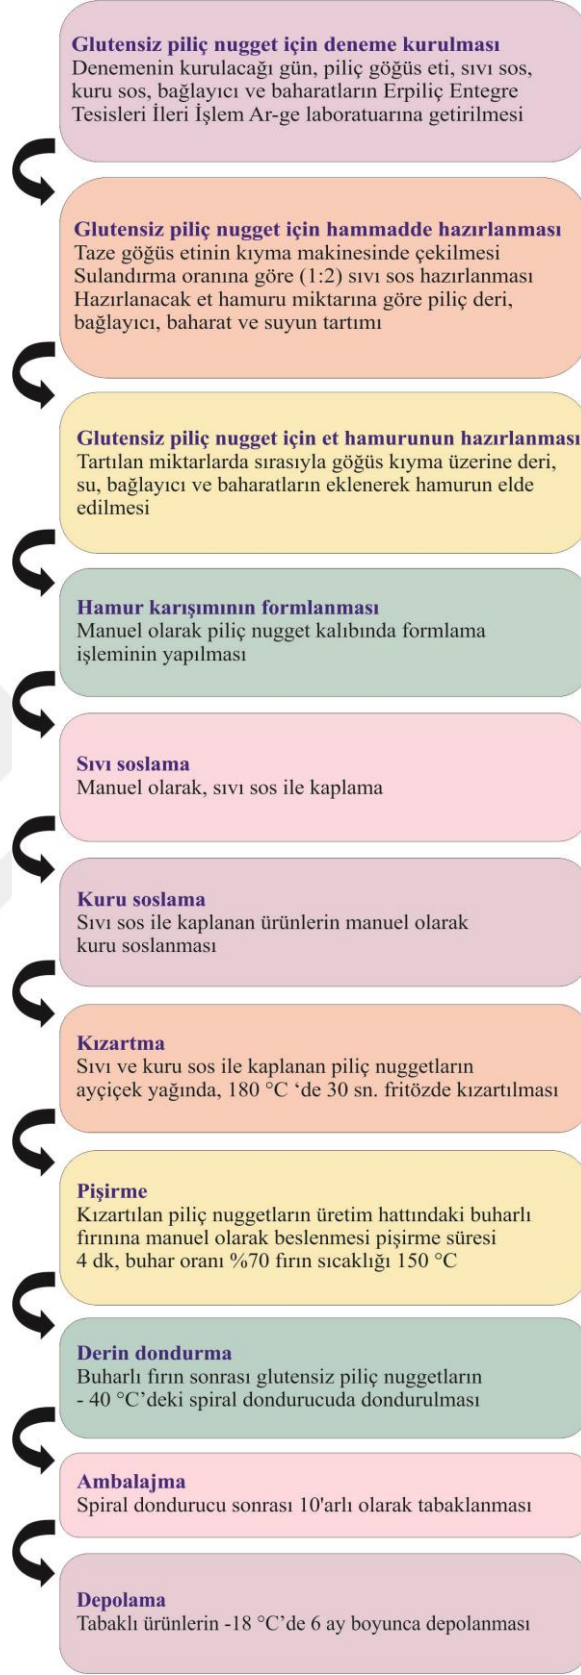 Glutensiz piliç nugget için deneme kurulması
Denemenin kurulacağı gün, piliç göğüs eti, sıvı sos,
kuru sos, bağlayıcı ve baharatların Erpiliç Entegre
Tesisleri İleri İşlem Ar-ge laboratuarına getirilmesi
Glutensiz piliç nugget için hammadde hazırlanması
Taze göğüs etinin kıyma makinesinde çekilmesi
Sulandırma oranına göre (1:2) sıvı sos hazırlanması
Hazırlanacak et hamuru miktarına göre piliç deri,
bağlayıcı, baharat ve suyun tartımı
Glutensiz piliç nugget için et hamurunun hazırlanması
Tartılan miktarlarda sırasıyla göğüs kıyma üzerine deri,
su, bağlayıcı ve baharatların eklenerek hamurun elde
edilmesi
Hamur karışımının formlanması
Manuel olarak piliç nugget kalıbında formlama
işleminin yapılması
Sıvı soslama
Manuel olarak, sıvı sos ile kaplama
Kuru soslama
Sıvı sos ile kaplanan ürünlerin manuel olarak
kuru soslanması
Kızartma
Sıvı ve kuru sos ile kaplanan piliç nuggetların
ayçiçek yağında, 180 °C ‘de 30 sn. fritözde kızartılması
Pişirme
Kızartılan piliç nuggetların üretim hattındaki buharlı
fırınına manuel olarak beslenmesi pişirme süresi
4 dk, buhar oranı %70 fırın sıcaklığı 150 °C
Derin dondurma
Buharlı fırın sonrası glutensiz piliç nuggetların
- 40 °C’deki spiral dondurucuda dondurulması
Ambalajma
Spiral dondurucu sonrası 10'arlı olarak tabaklanması
Depolama
Tabaklı ürünlerin -18 °C’de 6 ay boyunca depolanması